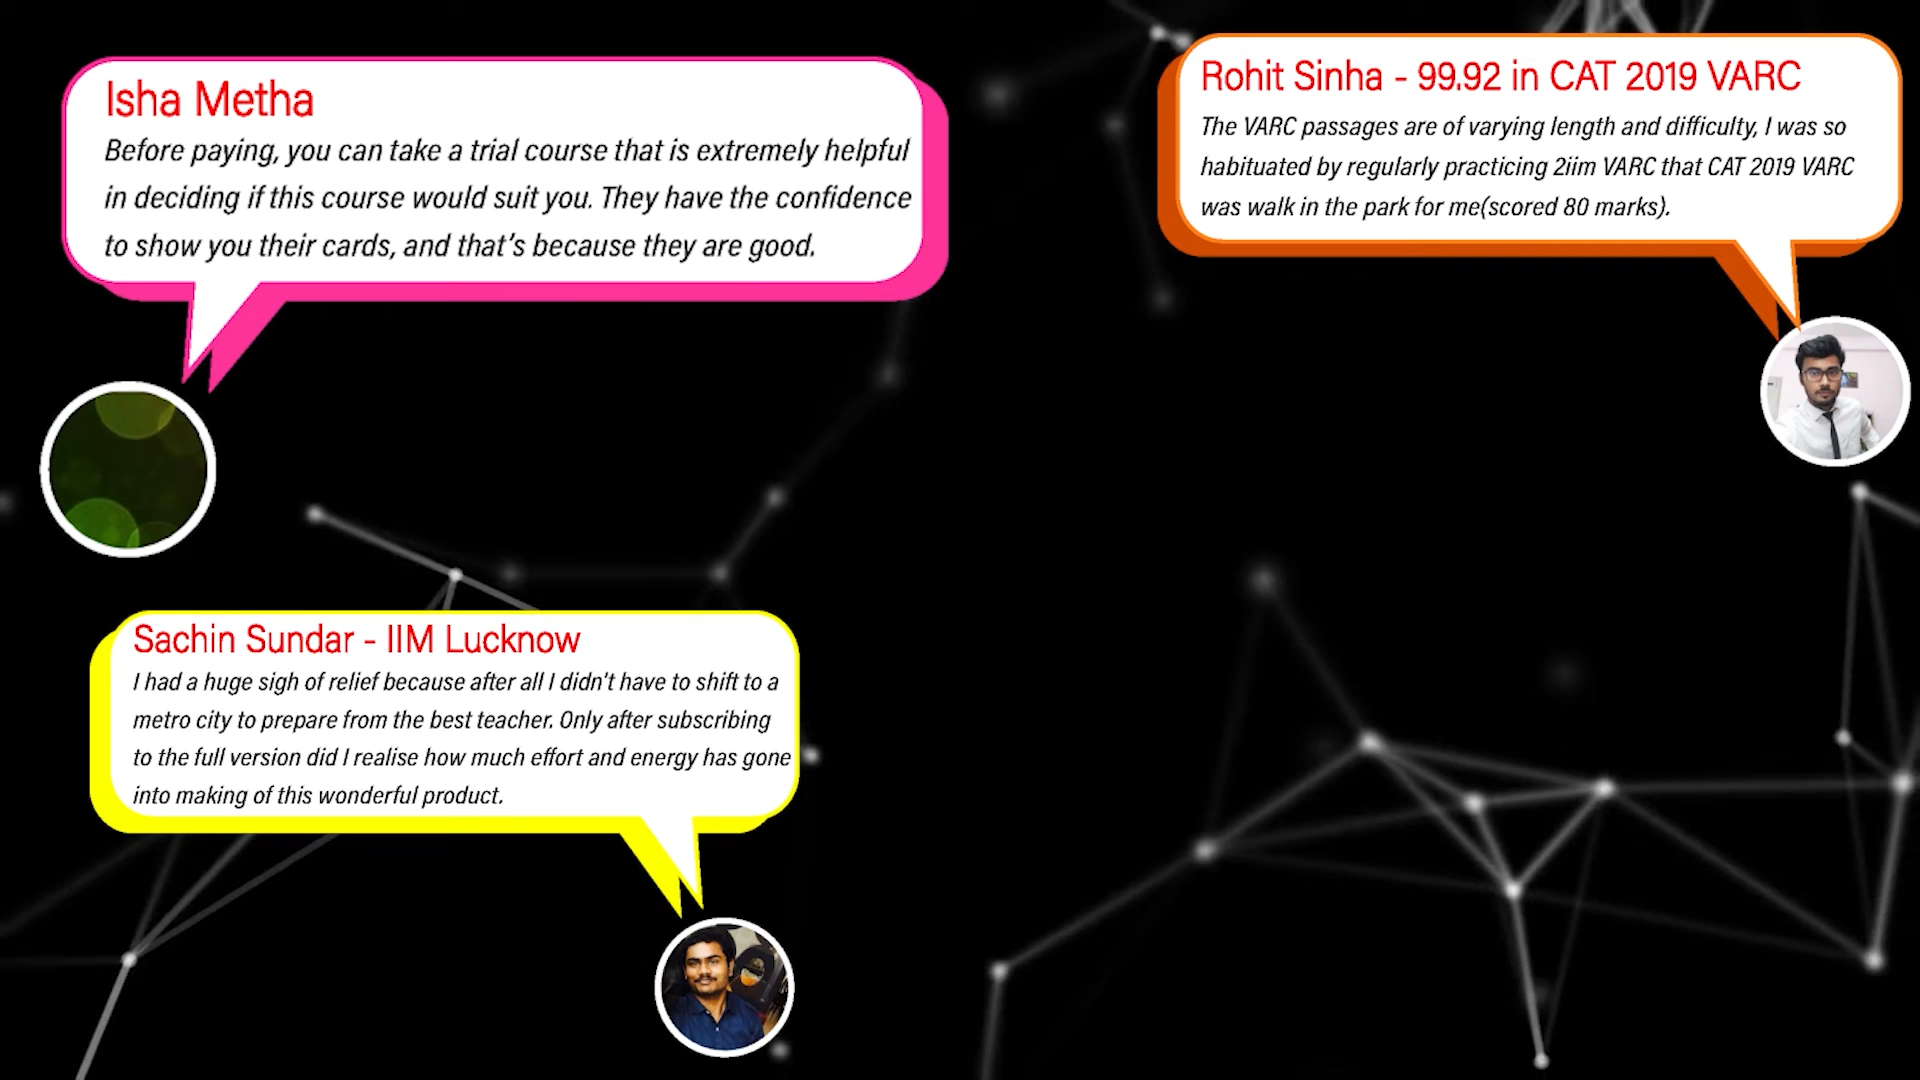 Isha Metha
Before paying, you can take a trial course that is extremely helpful
in deciding if this course would suit you. They have the confidence
to show you their cards, and that's because they are good.
Rohit Sinha - 99.92 in CAT 2019 VARC
The VARC passages are of varying length and difficulty, I was so
habituated by regularly practicing 2iim VARC that CAT 2019 VARC
was walk in the park for me(scored 80 marks).
Sachin Sundar - IIM Lucknow
I had a huge sigh of relief because after all I didn't have to shift to a
metro city to prepare from the best teacher. Only after subscribing
to the full version did I realise how much effort and energy has gone
into making of this wonderful product.